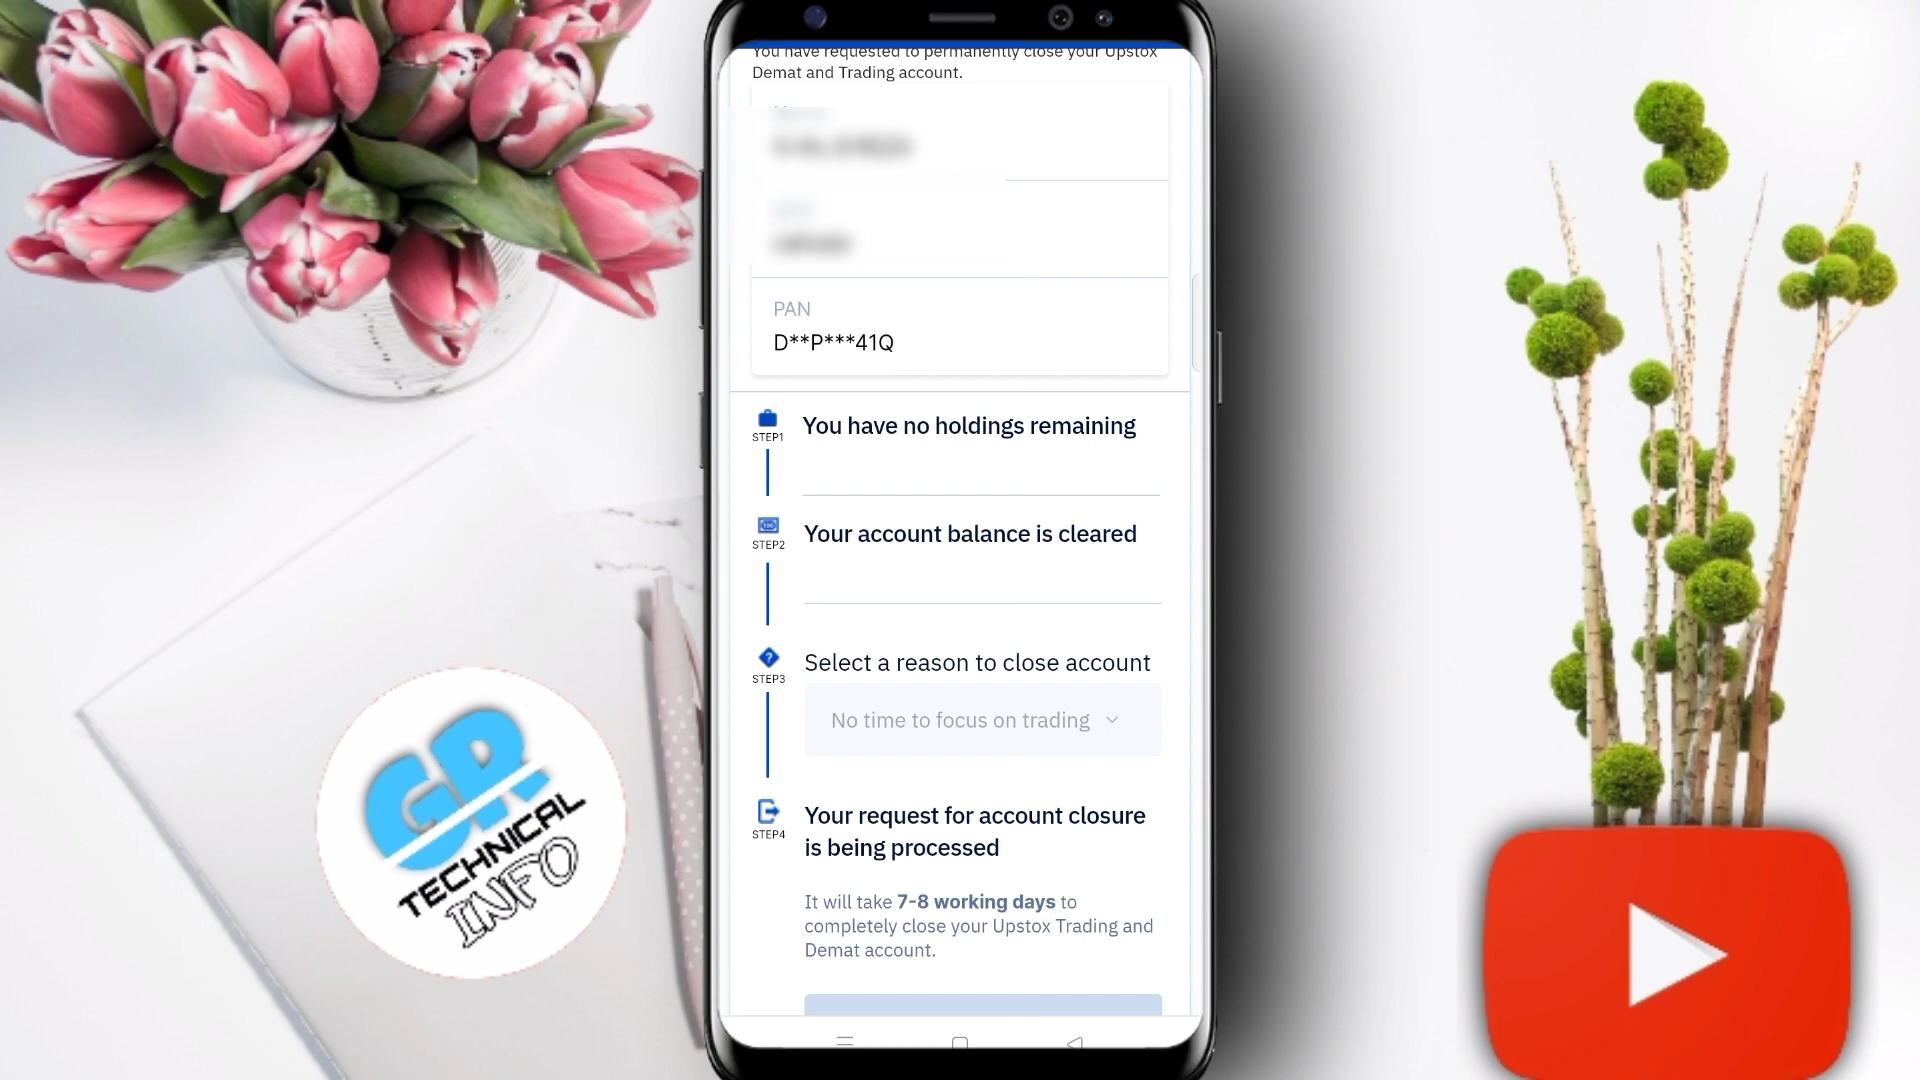 You have requested to permanently close your Upstox
Demat and Trading account.
PAN
D**P***41Q
STEP1
You have no holdings remaining
STEP2
Your account balance is cleared
STEP3
Select a reason to close account
No time to focus on trading
STEP4
Your request for account closure
is being processed
It will take 7-8 working days to
completely close your Upstox Trading and
Demat account.
GR
TECHNICAL
INFO